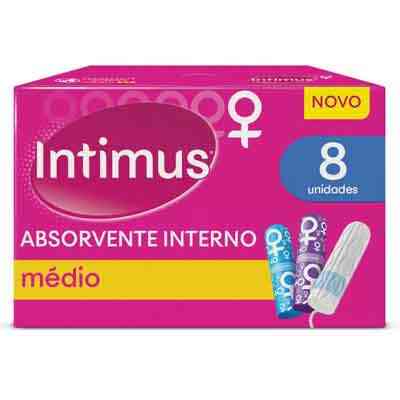 NOVO
Intimus
8
unidades
ABSORVENTE INTERNO
médio